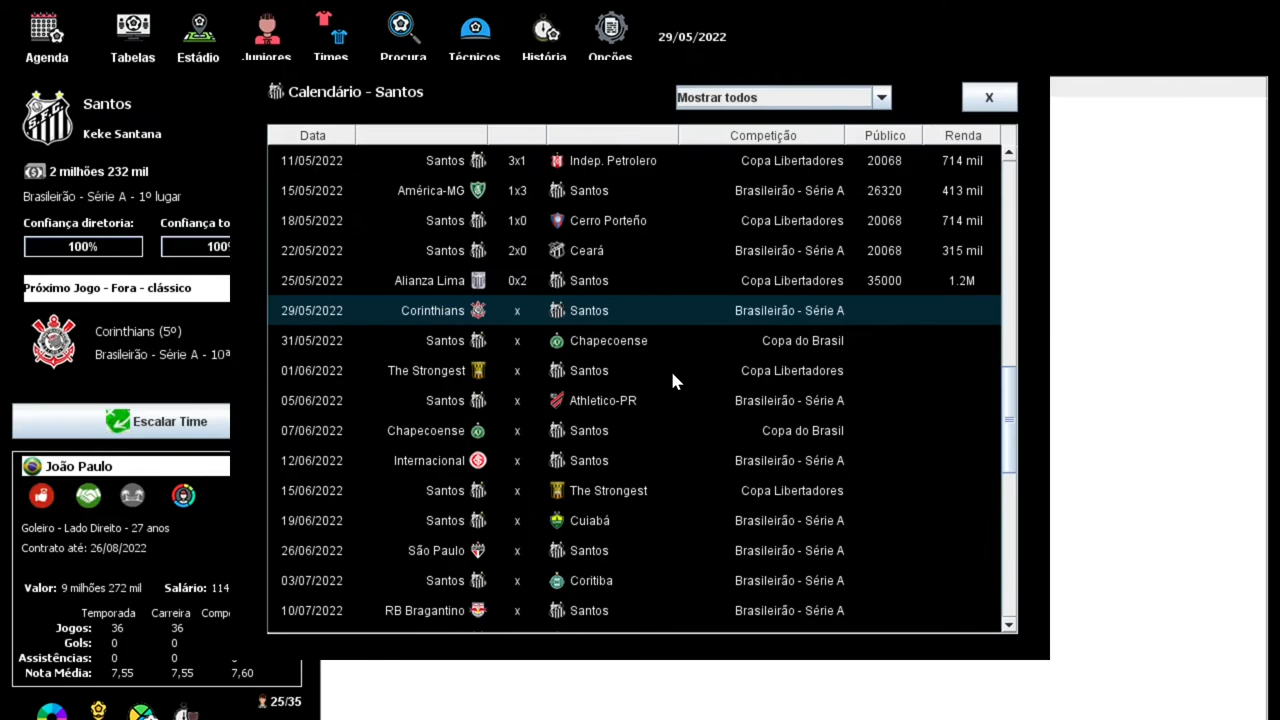 Agenda Tabelas Estádio Juniores Times Procura Técnicos História Opções 29/05/2022
Santos
Keke Santana
2 milhões 232 mil
Brasileirão - Série A - 1º lugar
Confiança diretoria: Confiança to
100% 100
Próximo Jogo - Fora - clássico
Corinthians (5º)
Brasileirão - Série A - 10ª
Escalar Time
João Paulo
Goleiro - Lado Direito - 27 anos
Contrato até: 26/08/2022
Valor: 9 milhões 272 mil Salário: 114
Temporada Carreira Comp
Jogos: 36 36
Gols: 0 0
Assistências: 0 0
Nota Média: 7,55 7,55 7,60
25/35
Calendário - Santos Mostrar todos X
Data Competição Público Renda
11/05/2022 Santos 3x1 Indep. Petrolero Copa Libertadores 20068 714 mil
15/05/2022 América-MG 1x3 Santos Brasileirão - Série A 26320 413 mil
18/05/2022 Santos 1x0 Cerro Porteño Copa Libertadores 20068 714 mil
22/05/2022 Santos 2x0 Ceará Brasileirão - Série A 20068 315 mil
25/05/2022 Alianza Lima 0x2 Santos Copa Libertadores 35000 1.2M
29/05/2022 Corinthians x Santos Brasileirão - Série A
31/05/2022 Santos x Chapecoense Copa do Brasil
01/06/2022 The Strongest x Santos Copa Libertadores
05/06/2022 Santos x Athletico-PR Brasileirão - Série A
07/06/2022 Chapecoense x Santos Copa do Brasil
12/06/2022 Internacional x Santos Brasileirão - Série A
15/06/2022 Santos x The Strongest Copa Libertadores
19/06/2022 Santos x Cuiabá Brasileirão - Série A
26/06/2022 São Paulo x Santos Brasileirão - Série A
03/07/2022 Santos x Coritiba Brasileirão - Série A
10/07/2022 RB Bragantino x Santos Brasileirão - Série A